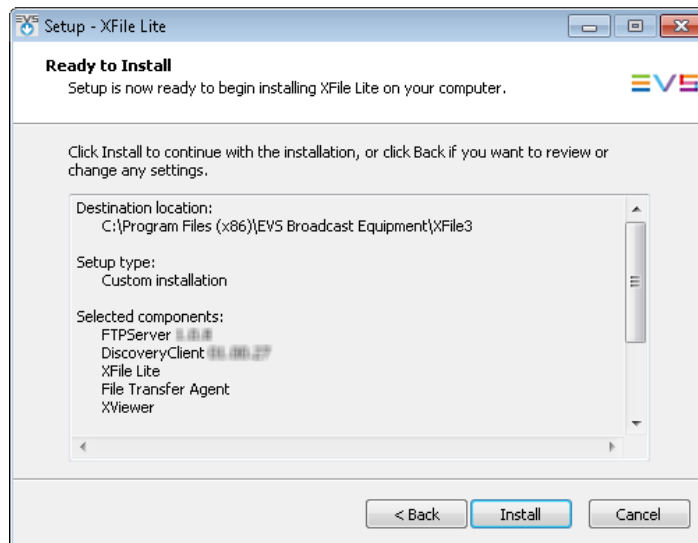 EVS
Setup - XFile Lite
Ready to Install
Setup is now ready to begin installing XFile Lite on your computer.
EVS
Click Install to continue with the installation, or click Back if you want to review or
change any settings.
Destination location:
C:\Program Files (x86)\EVS Broadcast Equipment\XFile3
Setup type:
Custom installation
Selected components:
FTPServer
DiscoveryClient
XFile Lite
File Transfer Agent
XViewer
< Back
Install
Cancel